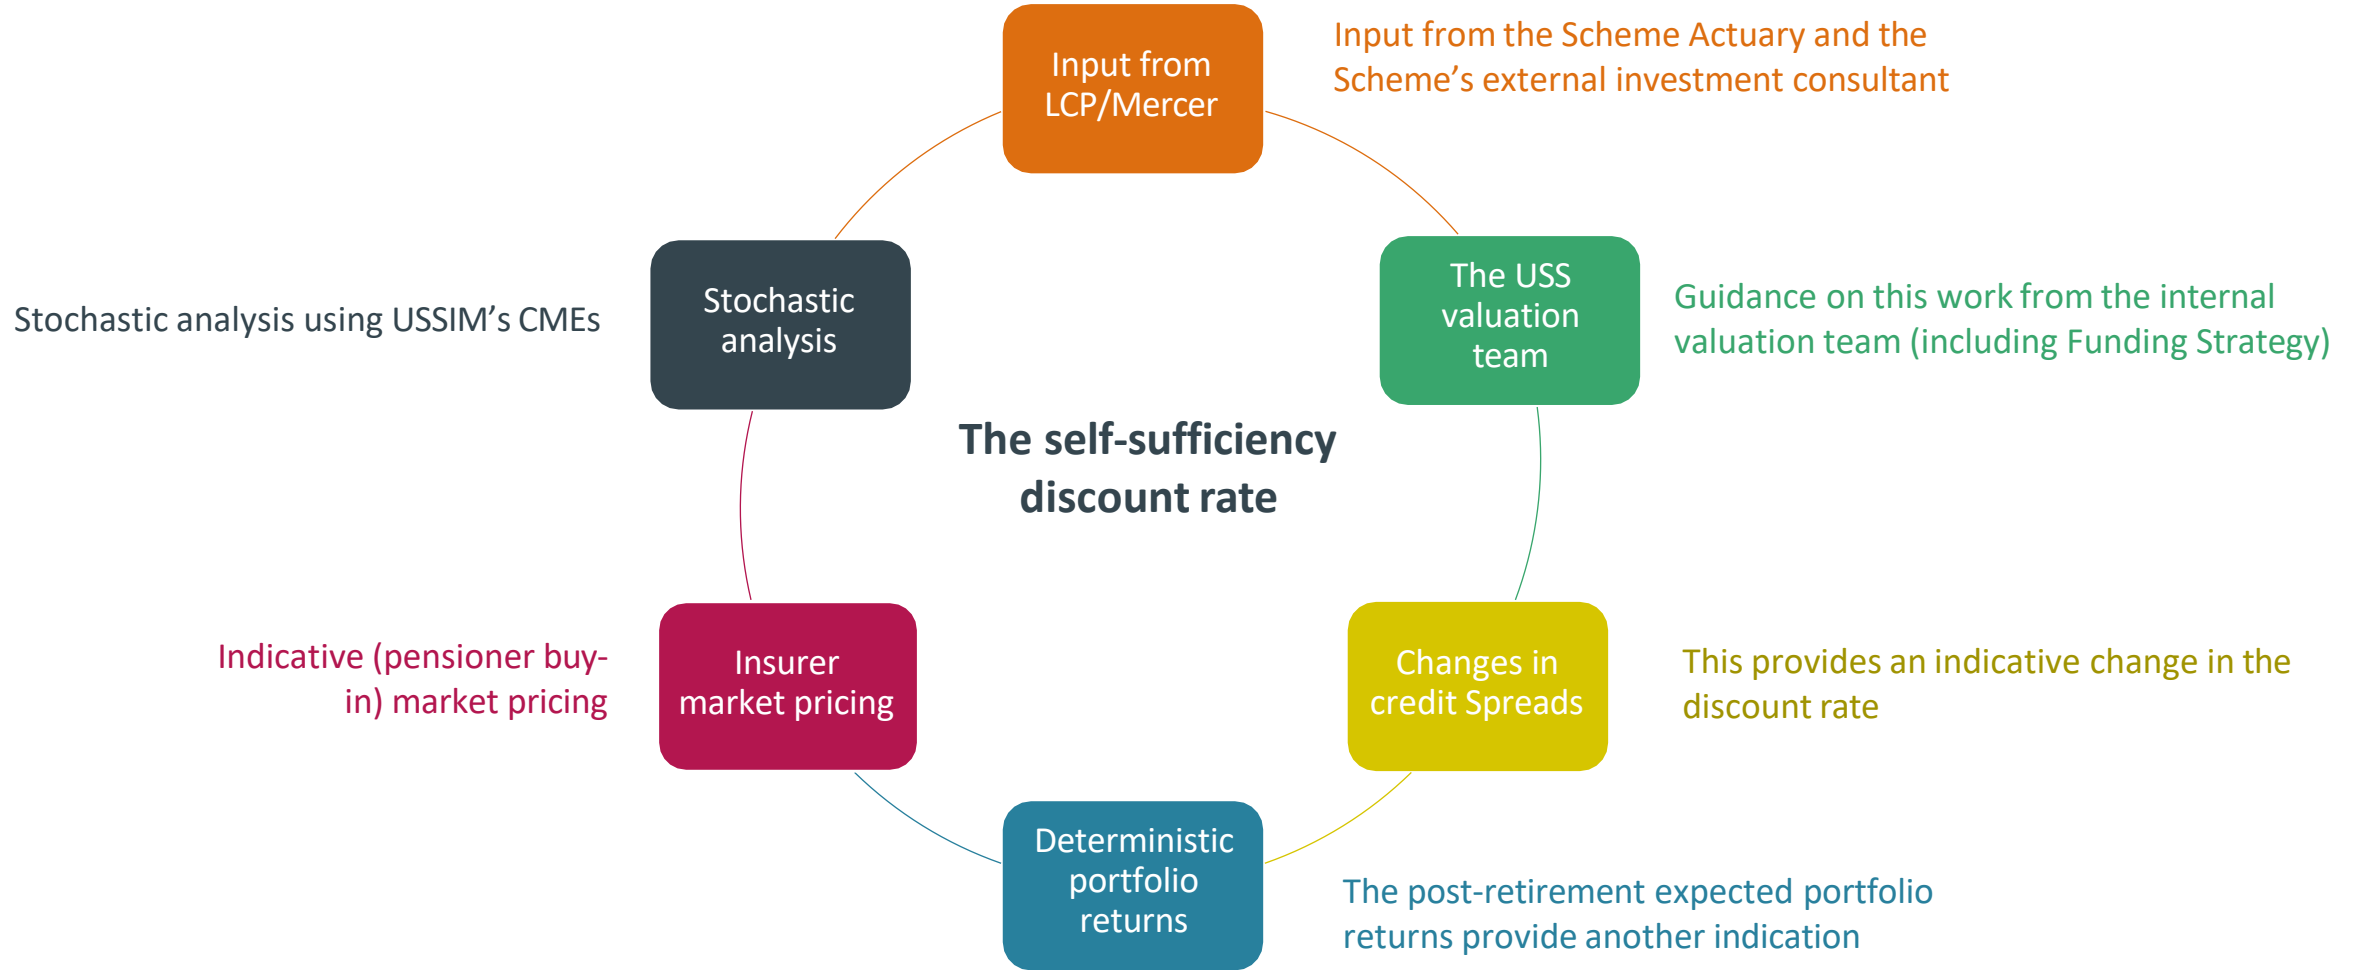 Input from
LCP/Mercer
Input from the Scheme Actuary and the
Scheme’s external investment consultant
The USS
valuation
team
Guidance on this work from the internal
valuation team (including Funding Strategy)
Stochastic
analysis
Stochastic analysis using USSIM’s CMEs
The self-sufficiency
discount rate
Insurer
market pricing
Indicative (pensioner buy-
in) market pricing
Changes in
credit Spreads
This provides an indicative change in the
discount rate
Deterministic
portfolio
returns
The post-retirement expected portfolio
returns provide another indication